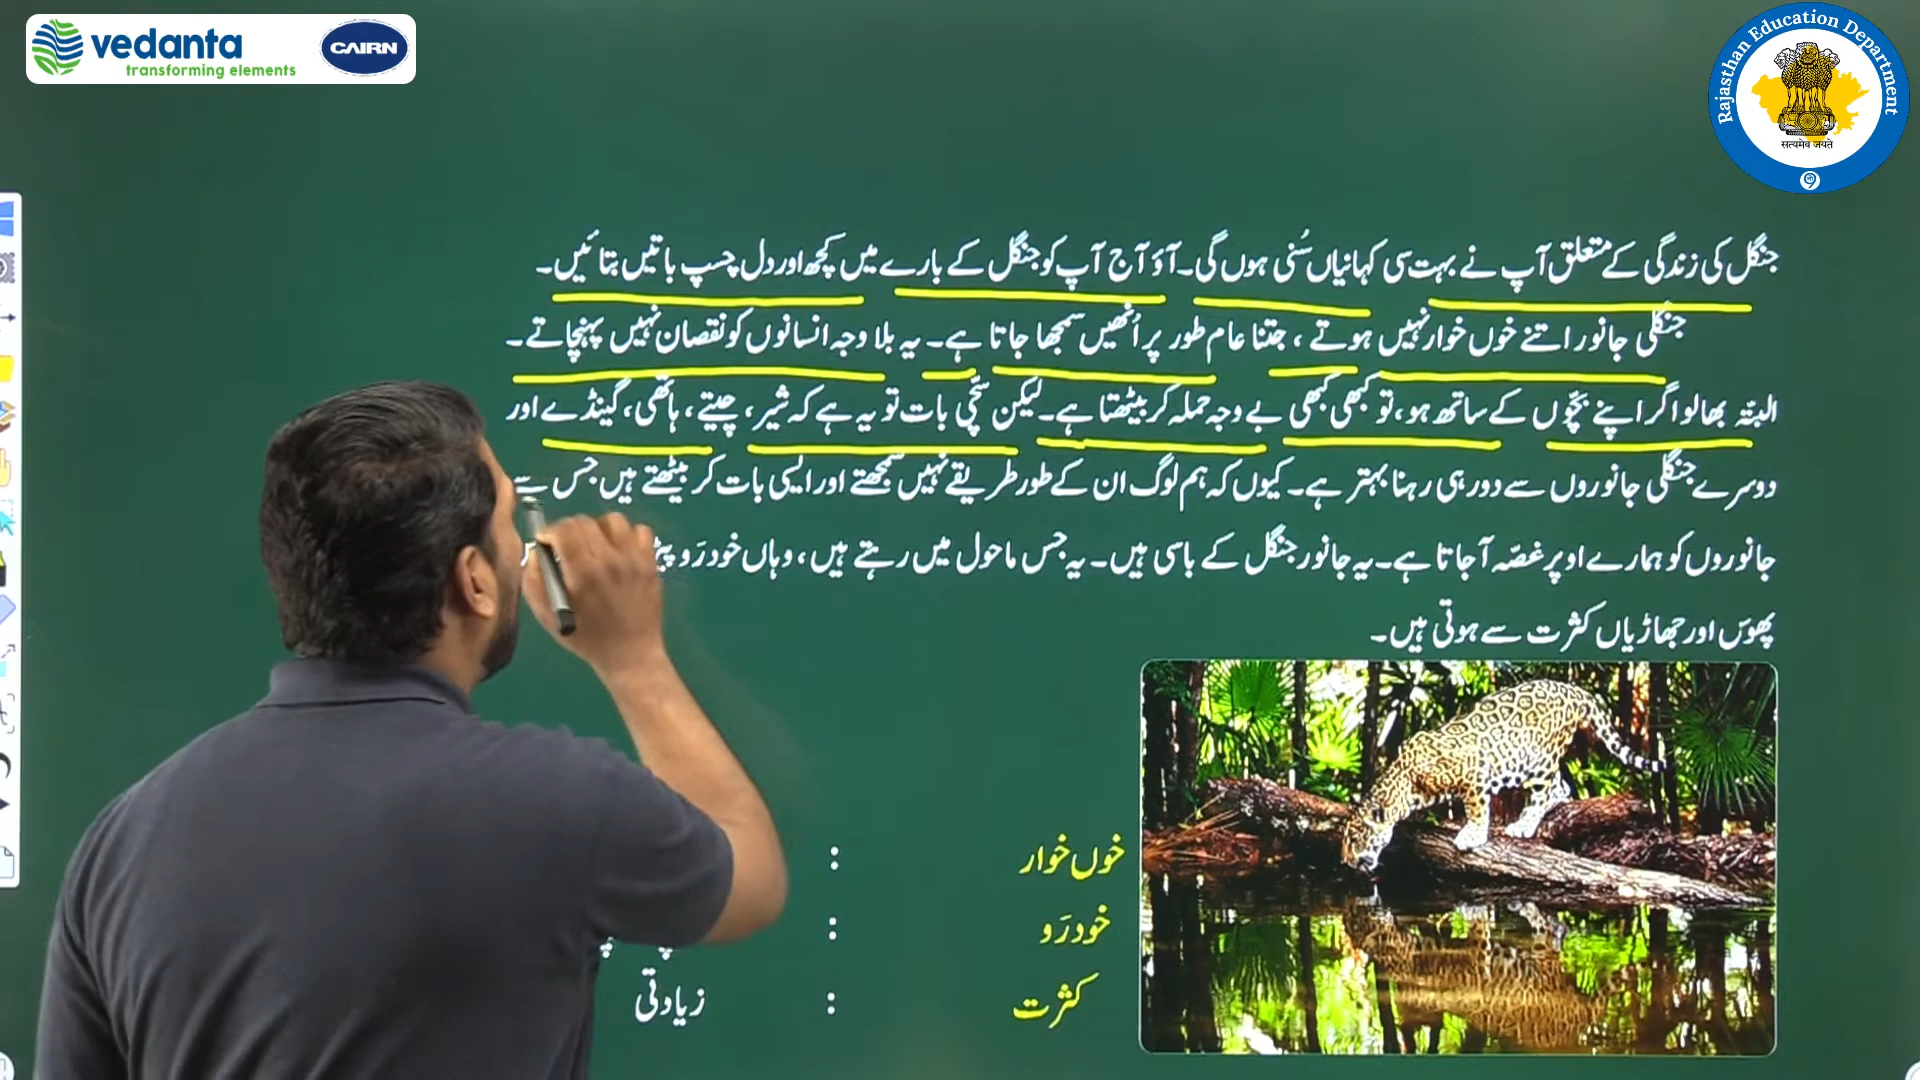 vedanta
transforming elements
CAIRN
Rajasthan Education Department
सत्यमेव जयते
جنگل کی زندگی کے متعلق آپ نے بہت سی کہانیاں سُنی ہوں گی۔ آؤ آج آپ کو جنگل کے بارے میں کچھ اور دل چسپ باتیں بتائیں۔
جنگلی جانور اتنے خوں خوار نہیں ہوتے ، جتنا عام طور پر اُنھیں سمجھا جاتا ہے۔ یہ بلا وجہ انسانوں کو نقصان نہیں پہنچاتے۔
البتّہ بھالو اگر اپنے بچّوں کے ساتھ ہو، تو کبھی کبھی بے وجہ حملہ کر بیٹھتا ہے۔ لیکن سچّی بات تو یہ ہے کہ شیر، چیتے، ہاتھی، گینڈے اور
دوسرے جنگلی جانوروں سے دور ہی رہنا بہتر ہے۔ کیوں کہ ہم لوگ ان کے طور طریقے نہیں سمجھتے اور ایسی بات کر بیٹھتے ہیں جس سے
جانوروں کو ہمارے اوپر غصّہ آجاتا ہے۔ یہ جانور جنگل کے باسی ہیں۔ یہ جس ماحول میں رہتے ہیں، وہاں خودرَو
پھوس اور جھاڑیاں کثرت سے ہوتی ہیں۔
خوں خوار :
خودرَو :
کثرت : زیادتی